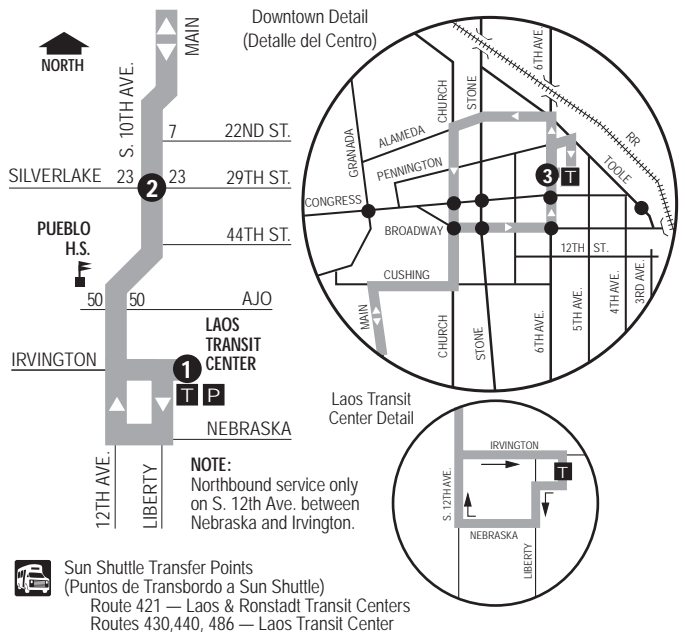 Downtown Detail
(Detalle del Centro)
NORTH
MAIN
S. 10TH AVE.
7
22ND ST.
SILVERLAKE
23
2
23
29TH ST.
PUEBLO
H.S.
44TH ST.
50
50
AJO
LAOS
TRANSIT
CENTER
IRVINGTON
1
T
P
NEBRASKA
12TH AVE.
LIBERTY
NOTE:
Northbound service only
on S. 12th Ave. between
Nebraska and Irvington.
6TH AVE
CHURCH
STONE
GRANADA
ALAMEDA
PENNINGTON
RR
TOOLE
3
T
CONGRESS
BROADWAY
12TH ST.
CUSHING
MAIN
CHURCH
STONE
6TH AVE.
5TH AVE.
4TH AVE.
3RD AVE.
Laos Transit
Center Detail
IRVINGTON
T
S. 12TH AVE.
NEBRASKA
LIBERTY
Sun Shuttle Transfer Points
(Puntos de Transbordo a Sun Shuttle)
Route 421 — Laos & Ronstadt Transit Centers
Routes 430,440, 486 — Laos Transit Center